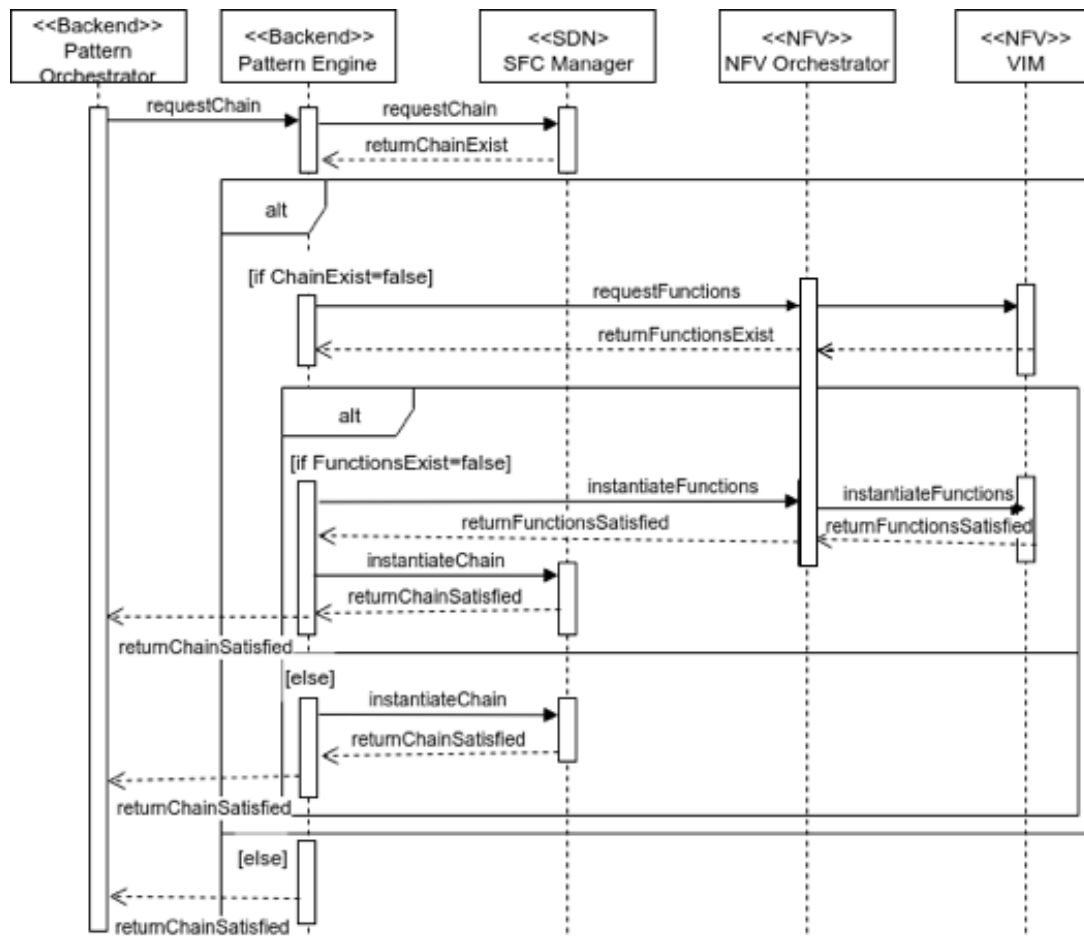 <<Backend>>
Pattern
Orchestrator
<<Backend>>
Pattern Engine
<<SDN>
SFC Manager
<<NFV>>
NFV Orchestrator
<<NFV>>
VIM
requestChain
requestChain
returnChainExist
alt
[if ChainExist=false]
requestFunctions
returnFunctionsExist
alt
[if FunctionsExist=false]
instantiateFunctions
instantiateFunctions
returnFunctionsSatisfied
returnFunctionsSatisfied
instantiateChain
returnChainSatisfied
returnChainSatisfied
[else]
instantiateChain
returnChainSatisfied
returnChainSatisfied
[else]
returnChainSatisfied